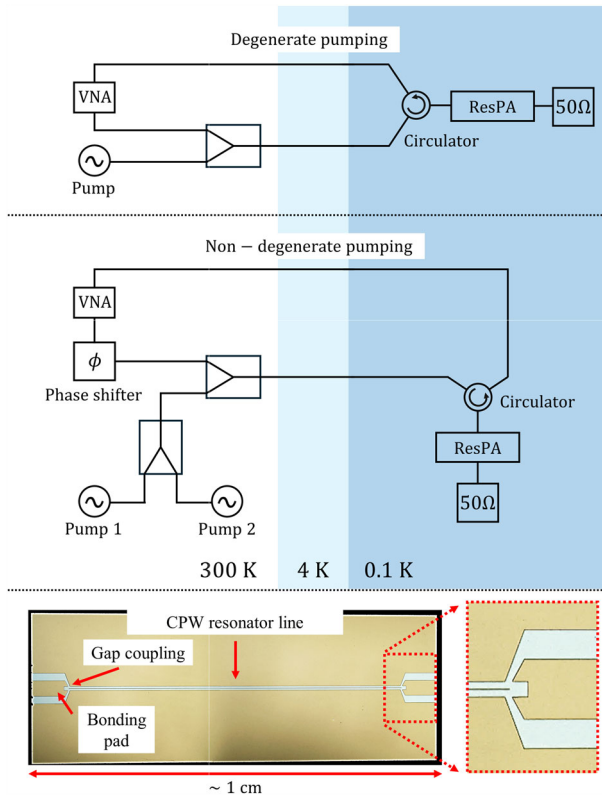 Degenerate pumping
VNA
ResPA
50Ω
Circulator
Pump
Non − degenerate pumping
VNA
ϕ
Phase shifter
Circulator
ResPA
50Ω
Pump 1
Pump 2
300 K
4 K
0.1 K
CPW resonator line
Gap coupling
Bonding
pad
~ 1 cm